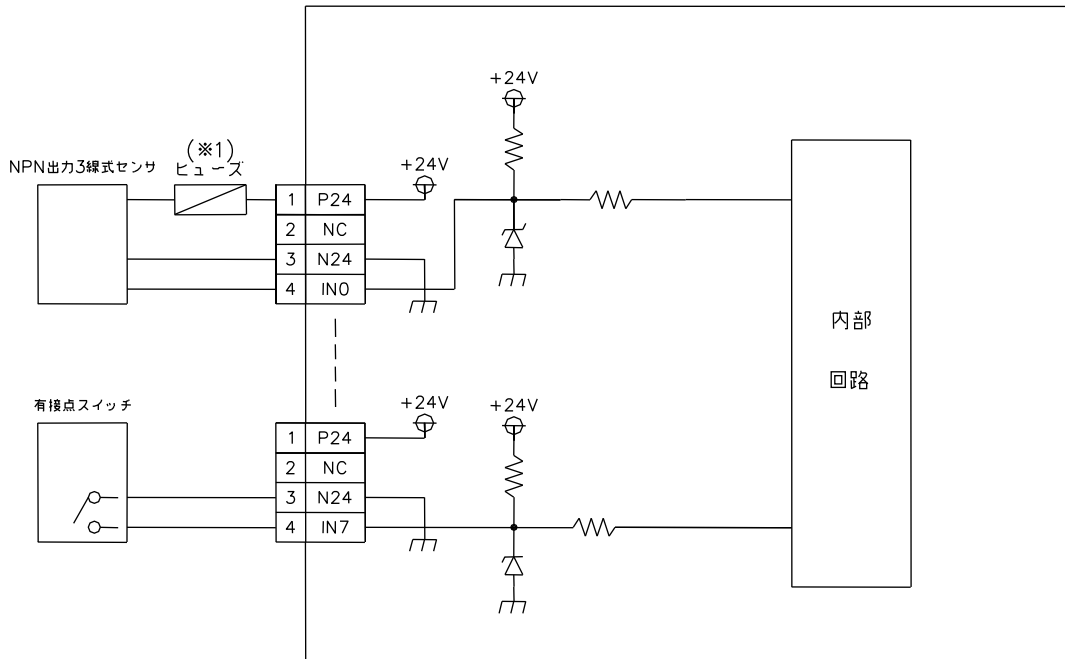 +24V
(※1)
NPN出力3線式センサ
ヒューズ
+24V
1 P24
2 NC
3 N24
4 IN0
内部
回路
有接点スイッチ
+24V
+24V
1 P24
2 NC
3 N24
4 IN7